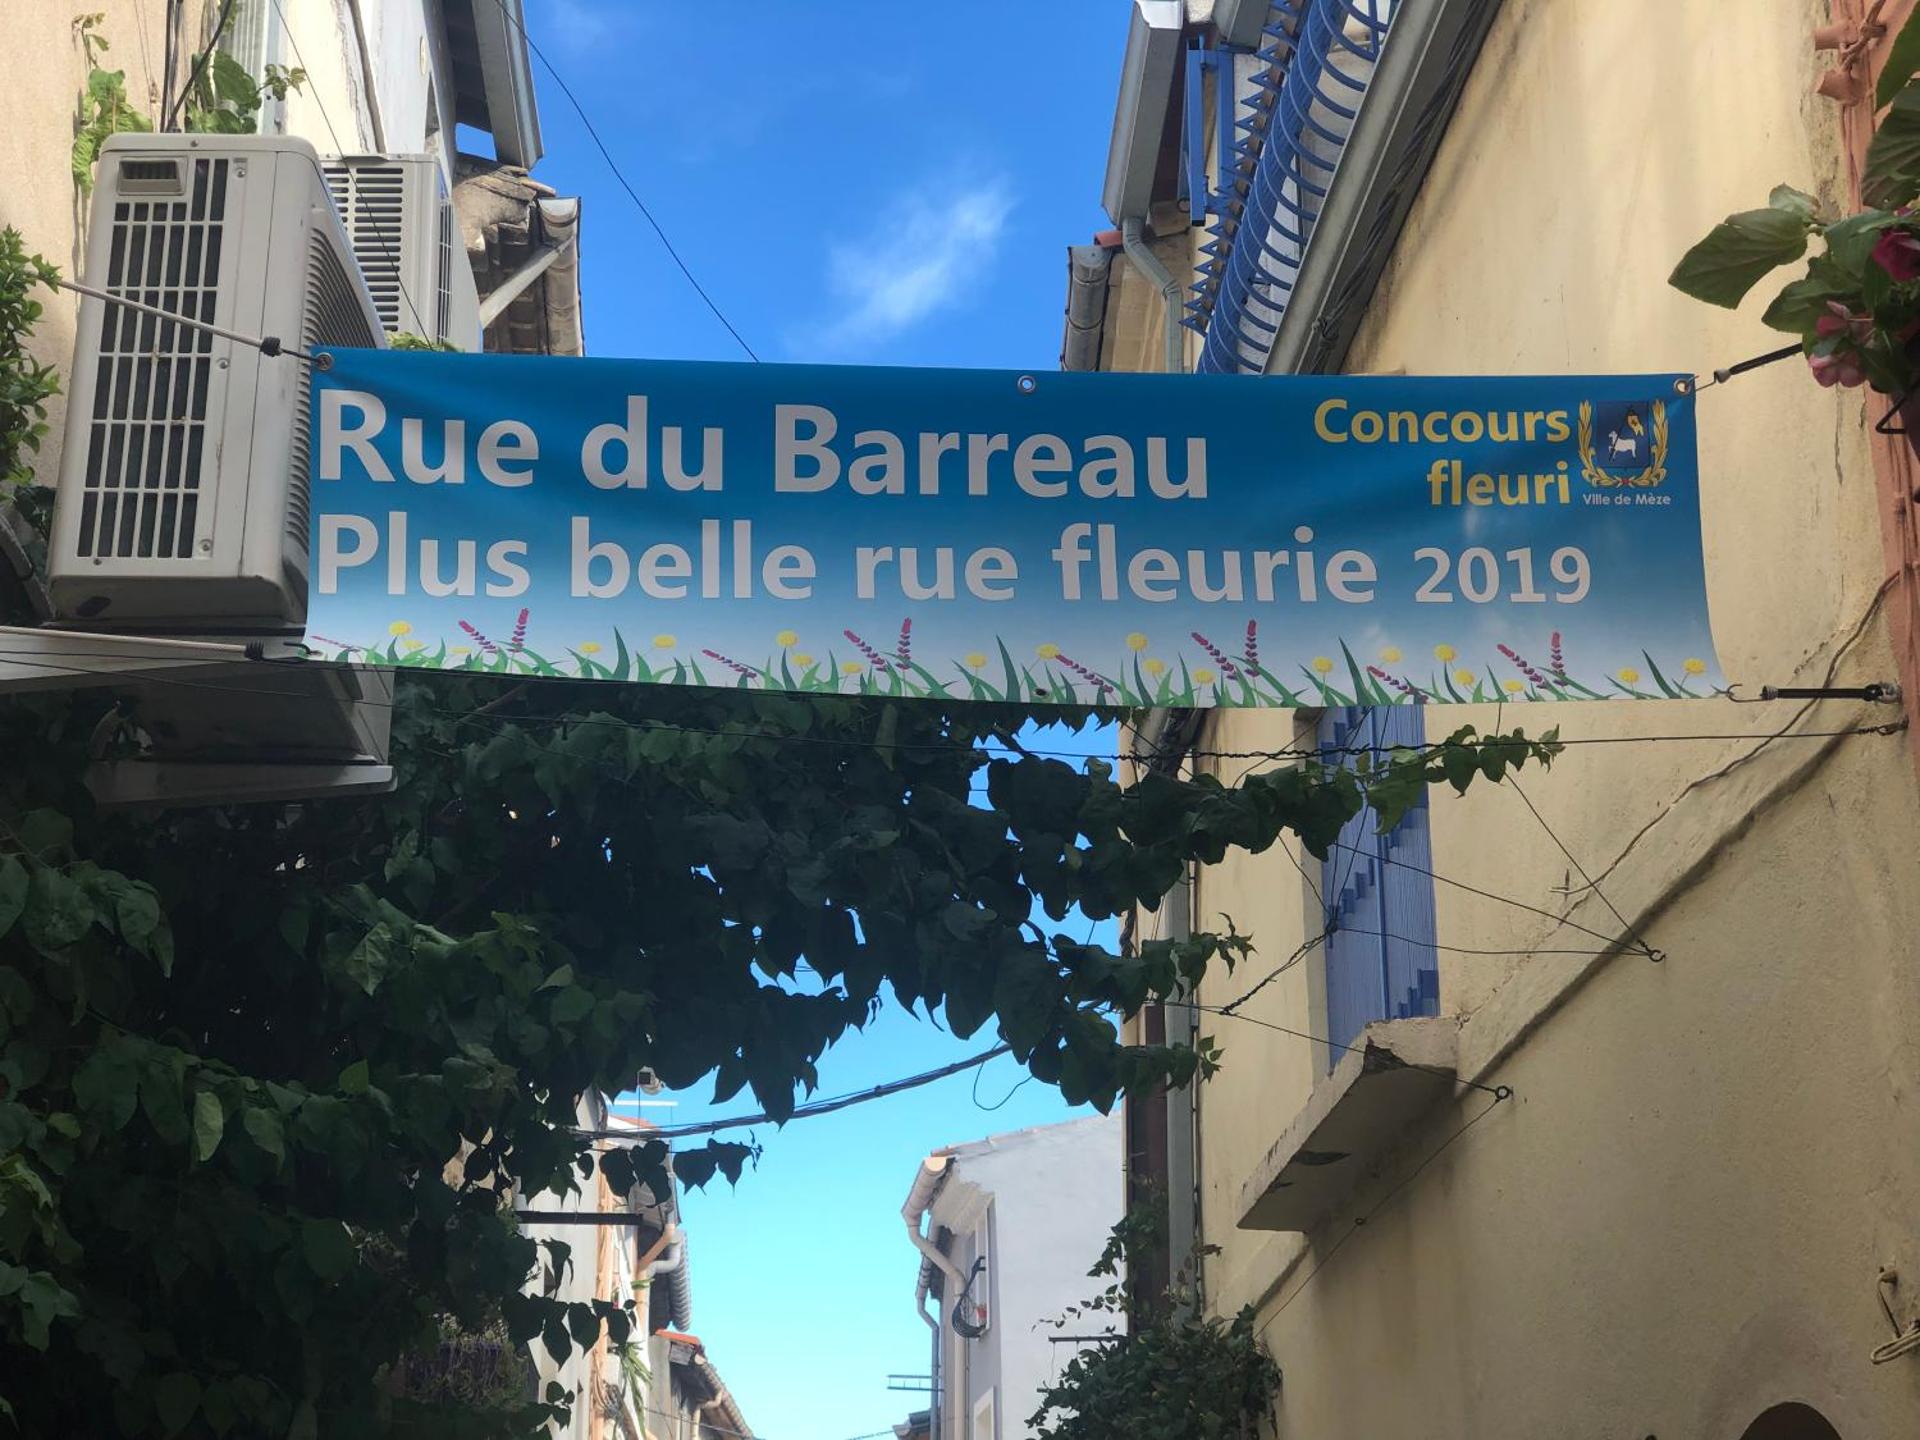 Rue du Barreau
Plus belle rue fleurie 2019
Concours
fleuri
Ville de Mèze